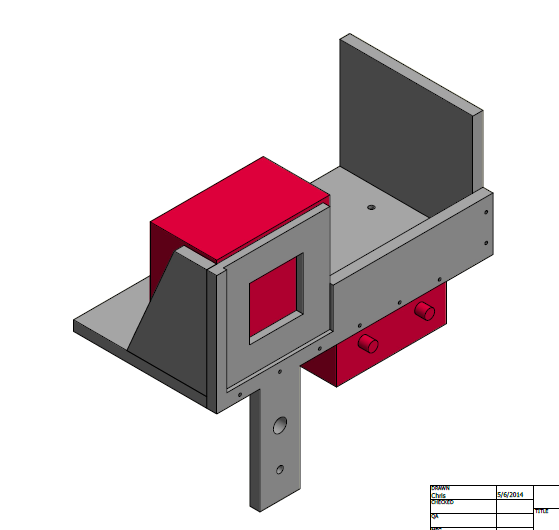 DRAWN
Chris
5/6/2014
CHECKED
TITLE
QA